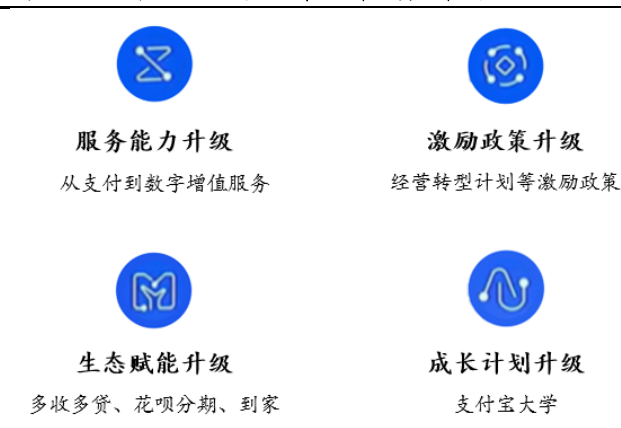 服务能力升级
激励政策升级
从支付到数字增值服务
经营转型计划等激励政策
生态赋能升级
成长计划升级
多收多贷、花呗分期、到家
支付宝大学